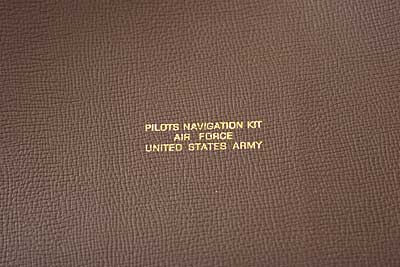 PILOTS NAVIGATION KIT
AIR FORCE
UNITED STATES ARMY